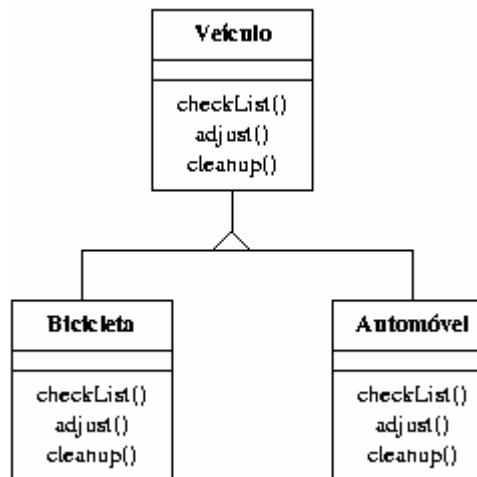 Veículo
checkList()
adjust()
cleanup()
Bicicleta
checkList()
adjust()
cleanup()
Automóvel
checkList()
adjust()
cleanup()